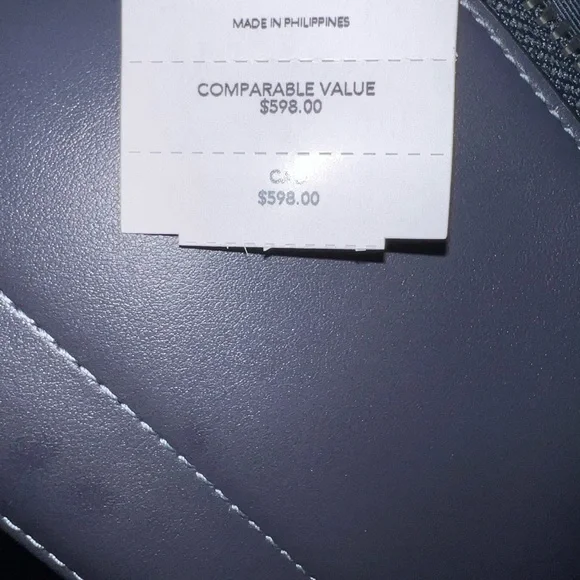 MADE IN PHILIPPINES
COMPARABLE VALUE
$598.00
$598.00